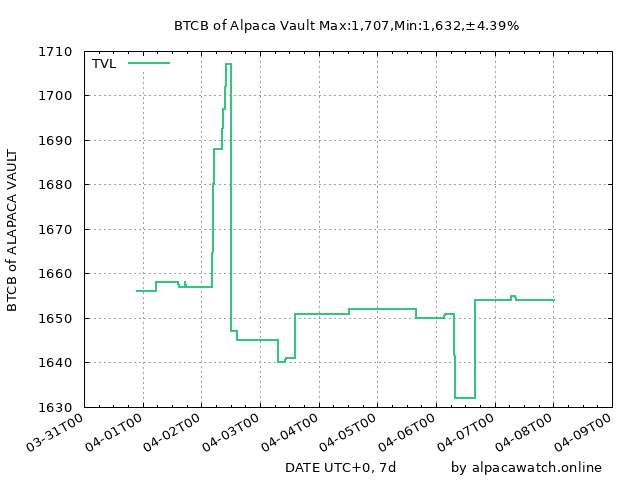 BTCB of Alpaca Vault Max:1,707,Min:1,632,±4.39%
TVL
1710
1700
1690
1680
1670
1660
1650
1640
1630
BTCB of ALAPACA VAULT
03-31T00
04-01T00
04-02T00
04-03T00
04-04T00
04-05T00
04-06T00
04-07T00
04-08T00
04-09T00
DATE UTC+0, 7d
by alpacawatch.online